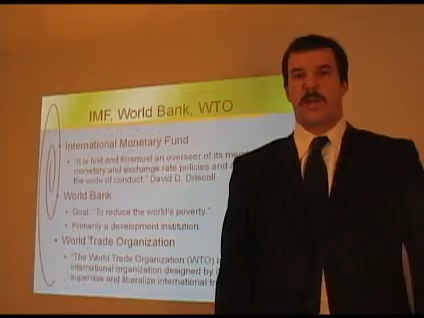 IMF, World Bank, WTO
International Monetary Fund
"It is first and foremost an overseer of its
monetary and exchange rate policies and
the code of conduct." David D. Driscoll
World Bank
Goal: "To reduce the world's poverty."
Primarily a development institution.
World Trade Organization
"The World Trade Organization (WTO)
international organization designed
supervise and liberalize international